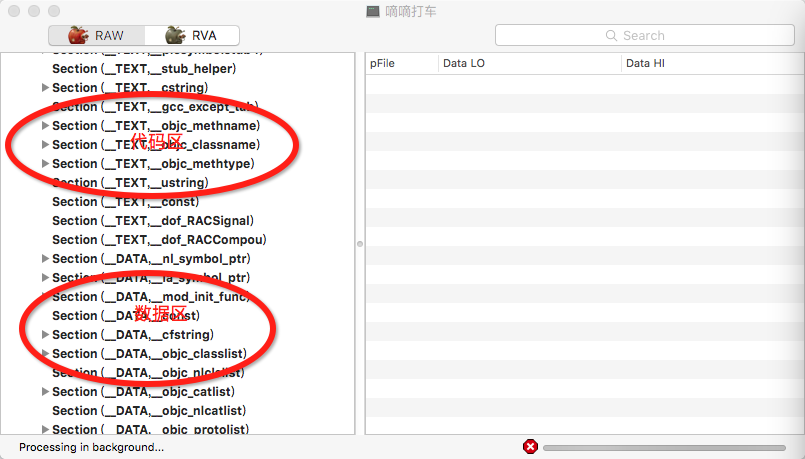 嘀嘀打车
RAW
RVA
Search
pFile
Data LO
Data HI
Section (__TEXT,__stub_helper)
Section (__TEXT,__cstring)
Section (__TEXT,__gcc_except_tab)
Section (__TEXT,__objc_methname)
代码区
Section (__TEXT,__objc_classname)
Section (__TEXT,__objc_methtype)
Section (__TEXT,__ustring)
Section (__TEXT,__const)
Section (__TEXT,__dof_RACSignal)
Section (__TEXT,__dof_RACCompou)
Section (__DATA,__nl_symbol_ptr)
Section (__DATA,__la_symbol_ptr)
Section (__DATA,__mod_init_func)
数据区
Section (__DATA,__const)
Section (__DATA,__cfstring)
Section (__DATA,__objc_classlist)
Section (__DATA,__objc_nlclslist)
Section (__DATA,__objc_catlist)
Section (__DATA,__objc_nlcatlist)
Section (__DATA,__objc_protolist)
Processing in background...